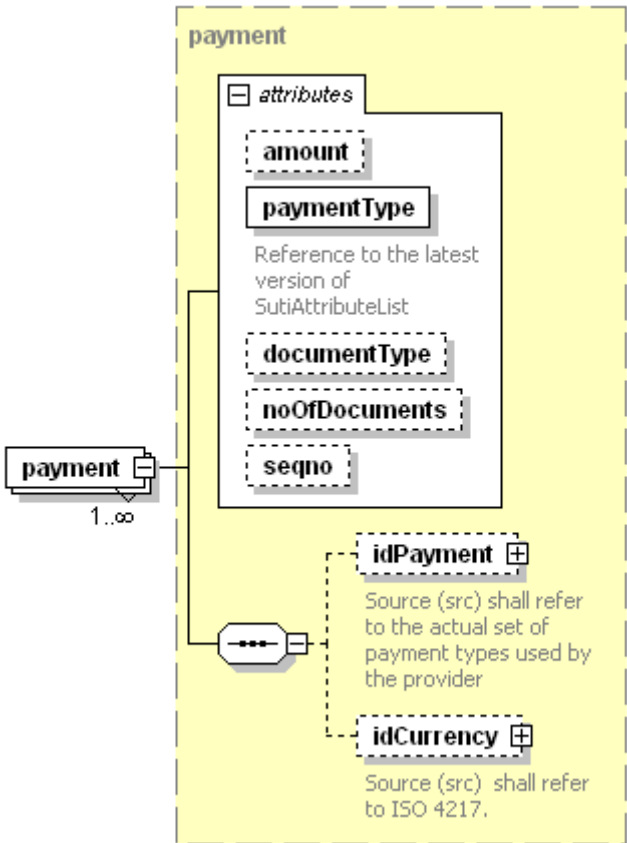 payment
attributes
amount
paymentType
Reference to the latest
version of
SutiAttributeList
documentType
noOfDocuments
seqno
payment
1..∞
idPayment
Source (src) shall refer
to the actual set of
payment types used by
the provider
idCurrency
Source (src) shall refer
to ISO 4217.